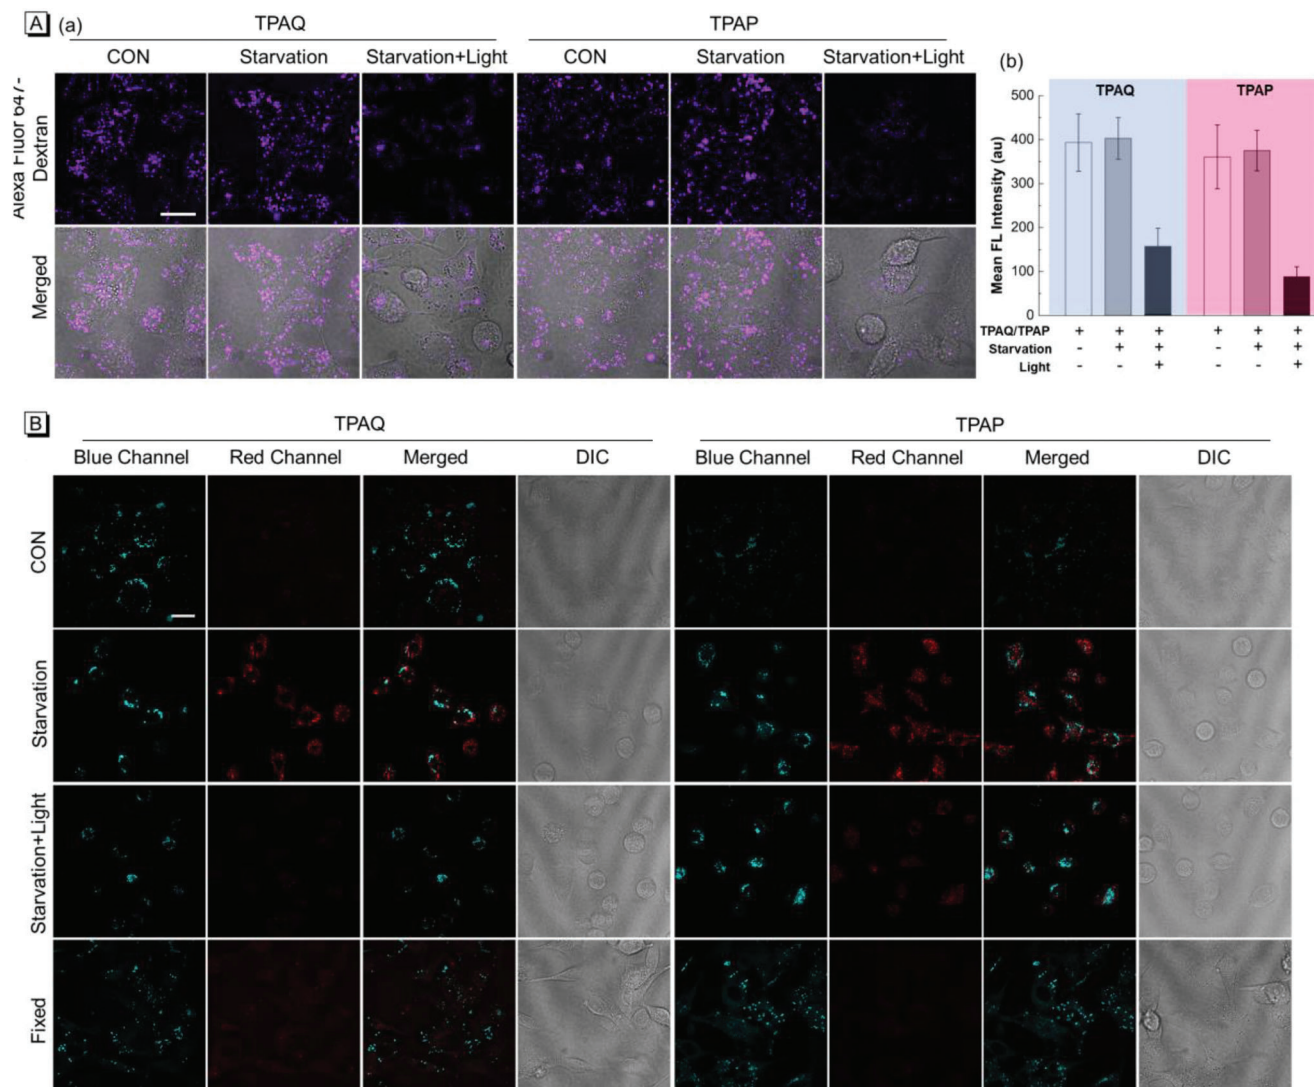 A (a) TPAQ TPAP
CON Starvation Starvation+Light CON Starvation Starvation+Light
Dextran
Merged
(b)
TPAQ TPAP
Mean FL Intensity (au)
500
400
300
200
100
0
TPAQ/TPAP + + + + + +
Starvation - + + - + +
Light - - + - - +
B TPAQ TPAP
Blue Channel Red Channel Merged DIC Blue Channel Red Channel Merged DIC
CON
Starvation
Starvation+Light
Fixed